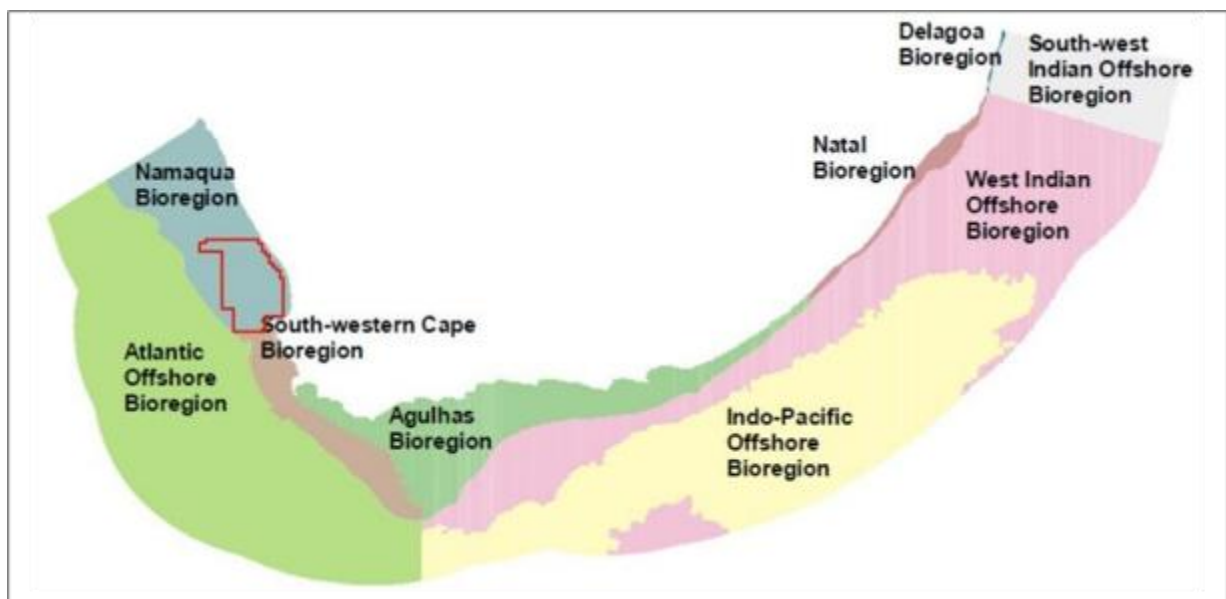 Delagoa
Bioregion
South-west
Indian Offshore
Bioregion
Namaqua
Bioregion
Natal
Bioregion
West Indian
Offshore
Bioregion
South-western Cape
Bioregion
Atlantic
Offshore
Bioregion
Agulhas
Bioregion
Indo-Pacific
Offshore
Bioregion